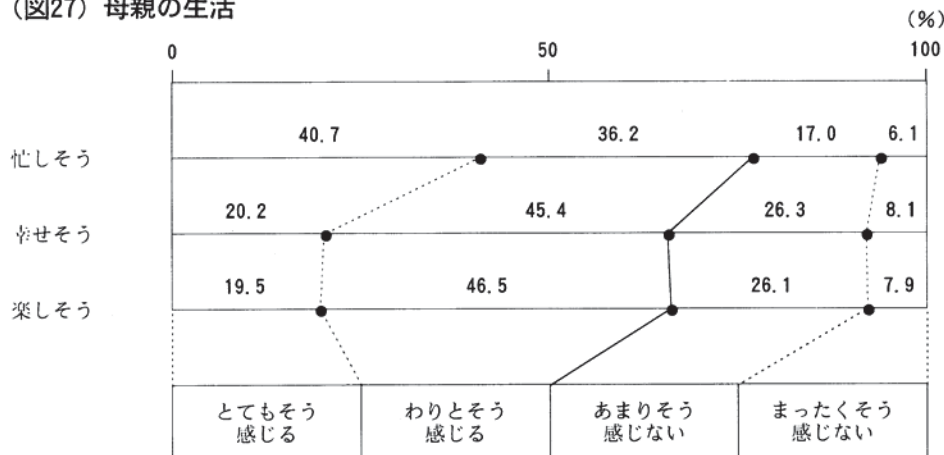 (図27) 母親の生活
(%)
0 50 100
40.7 36.2 17.0 6.1
忙しそう
20.2 45.4 26.3 8.1
幸せそう
19.5 46.5 26.1 7.9
楽しそう
とてもそう わりとそう あまりそう まったくそう
感じる 感じる 感じない 感じない